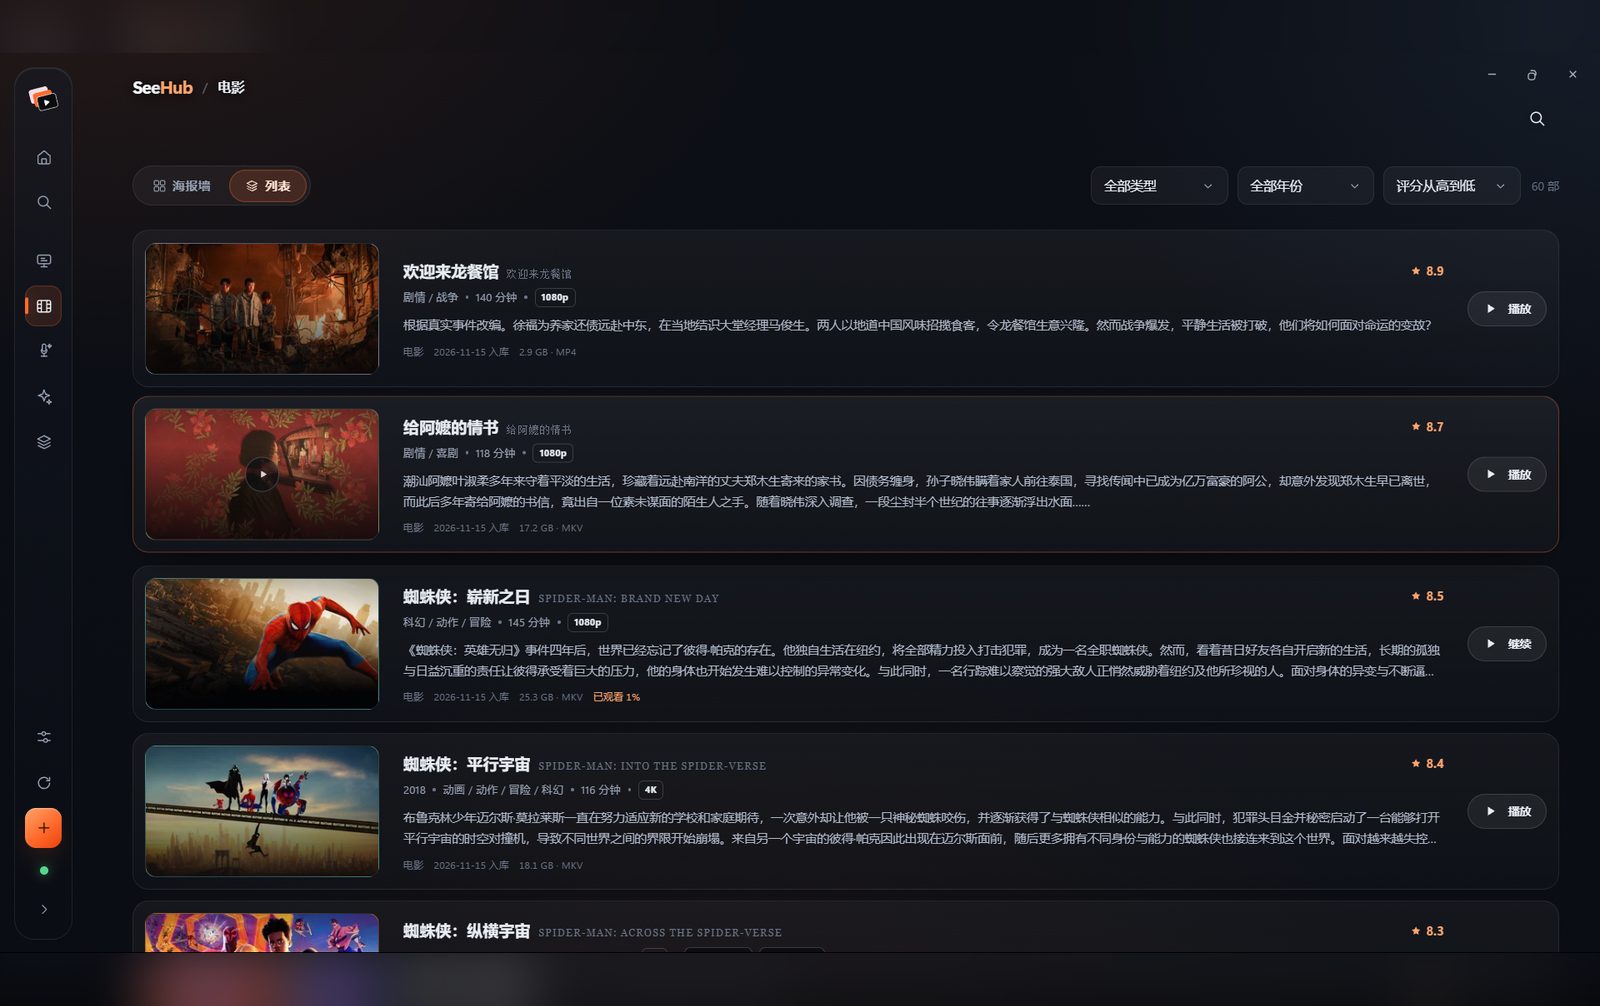 SeeHub / 电影
海报墙 列表
全部类型 全部年份 评分从高到低 60 部
欢迎来龙餐馆 欢迎来龙餐馆
8.9
剧情 / 战争 • 140 分钟 • 1080p
播放
根据真实事件改编。徐福为养家还债远赴中东，在当地结识大堂经理马俊生。两人以地道中国风味招揽食客，令龙餐馆生意兴隆。然而战争爆发，平静生活被打破，他们将如何面对命运的变故？
电影 2026-11-15 入库 2.9 GB · MP4
给阿嬷的情书 给阿嬷的情书
8.7
剧情 / 喜剧 • 118 分钟 • 1080p
播放
潮汕阿嬷叶淑柔多年来守着平淡的生活，珍藏着远赴南洋的丈夫郑木生寄来的家书。因债务缠身，孙子晓伟瞒着家人前往泰国，寻找传闻中已成为亿万富豪的阿公，却意外发现郑木生早已离世，
而此后多年寄给阿嬷的书信，竟出自一位素未谋面的陌生人之手。随着晓伟深入调查，一段尘封半个世纪的往事逐渐浮出水面……
电影 2026-11-15 入库 17.2 GB · MKV
蜘蛛侠：崭新之日 SPIDER-MAN: BRAND NEW DAY
8.5
科幻 / 动作 / 冒险 • 145 分钟 • 1080p
继续
《蜘蛛侠：英雄无归》事件四年后，世界已经忘记了彼得·帕克的存在。他独自生活在纽约，将全部精力投入打击犯罪，成为一名全职蜘蛛侠。然而，看着昔日好友各自开启新的生活，长期的孤独
与日益沉重的责任让彼得承受着巨大的压力，他的身体也开始发生难以控制的异常变化。与此同时，一名行踪难以察觉的强大敌人正悄然威胁着纽约及他所珍视的人。面对身体的异变与不断逼...
电影 2026-11-15 入库 25.3 GB · MKV 已观看 1%
蜘蛛侠：平行宇宙 SPIDER-MAN: INTO THE SPIDER-VERSE
8.4
2018 • 动画 / 动作 / 冒险 / 科幻 • 116 分钟 • 4K
播放
布鲁克林少年迈尔斯·莫拉莱斯一直在努力适应新的学校和家庭期待，一次意外却让他被一只神秘蜘蛛咬伤，并逐渐获得了与蜘蛛侠相似的能力。与此同时，犯罪头目金并秘密启动了一台能够打开
平行宇宙的时空对撞机，导致不同世界之间的界限开始崩塌。来自另一个宇宙的彼得·帕克因此出现在迈尔斯面前，随后更多拥有不同身份与能力的蜘蛛侠也接连来到这个世界。面对越来越失控...
电影 2026-11-15 入库 18.1 GB · MKV
蜘蛛侠：纵横宇宙 SPIDER-MAN: ACROSS THE SPIDER-VERSE
8.3